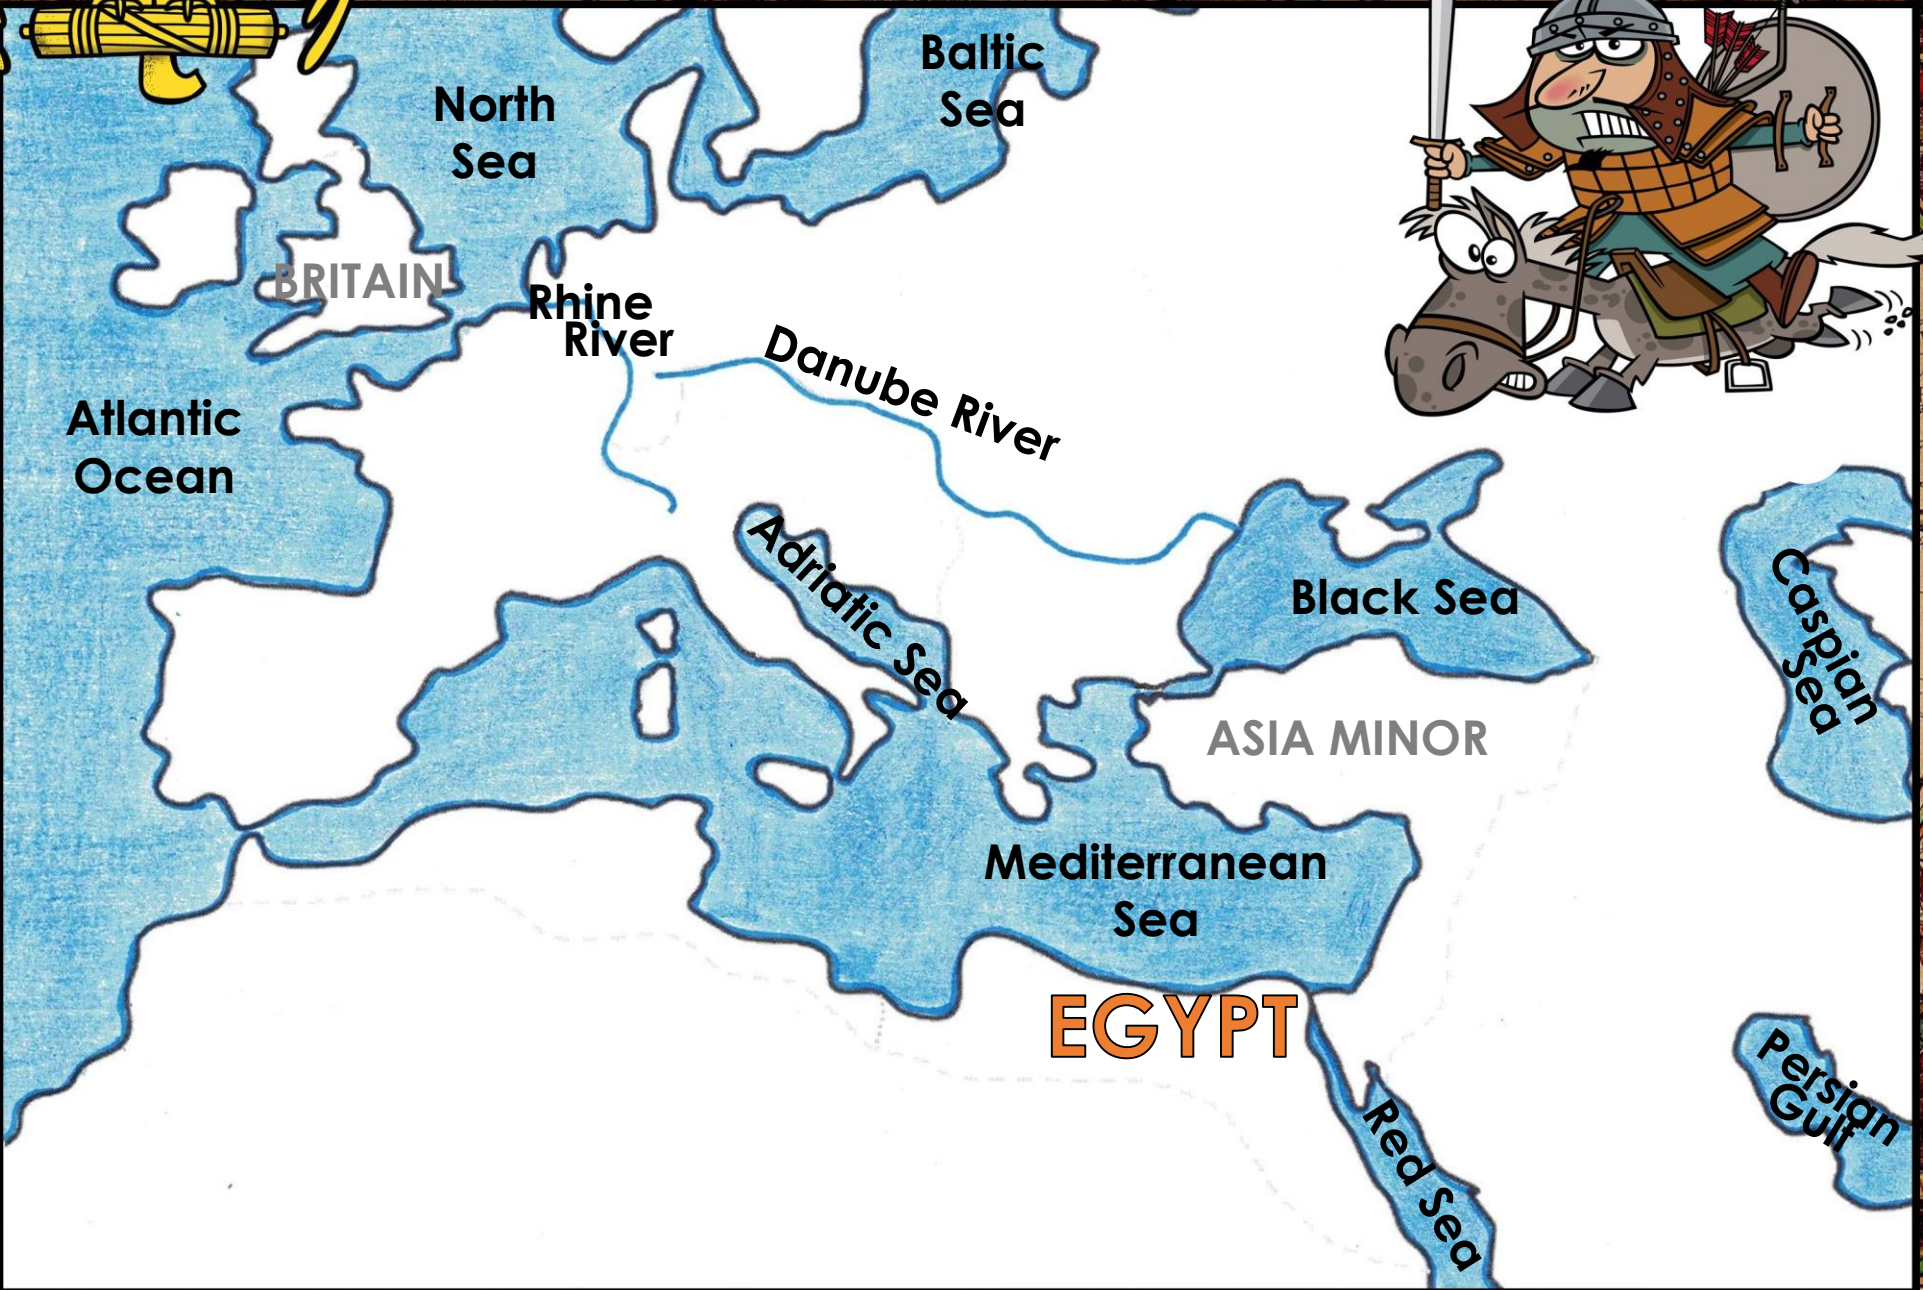 Baltic
Sea
North
Sea
BRITAIN
Rhine
River
Danube River
Atlantic
Ocean
Adriatic Sea
Black Sea
Caspian
Sea
ASIA MINOR
Mediterranean
Sea
EGYPT
Persian
Gulf
Red Sea